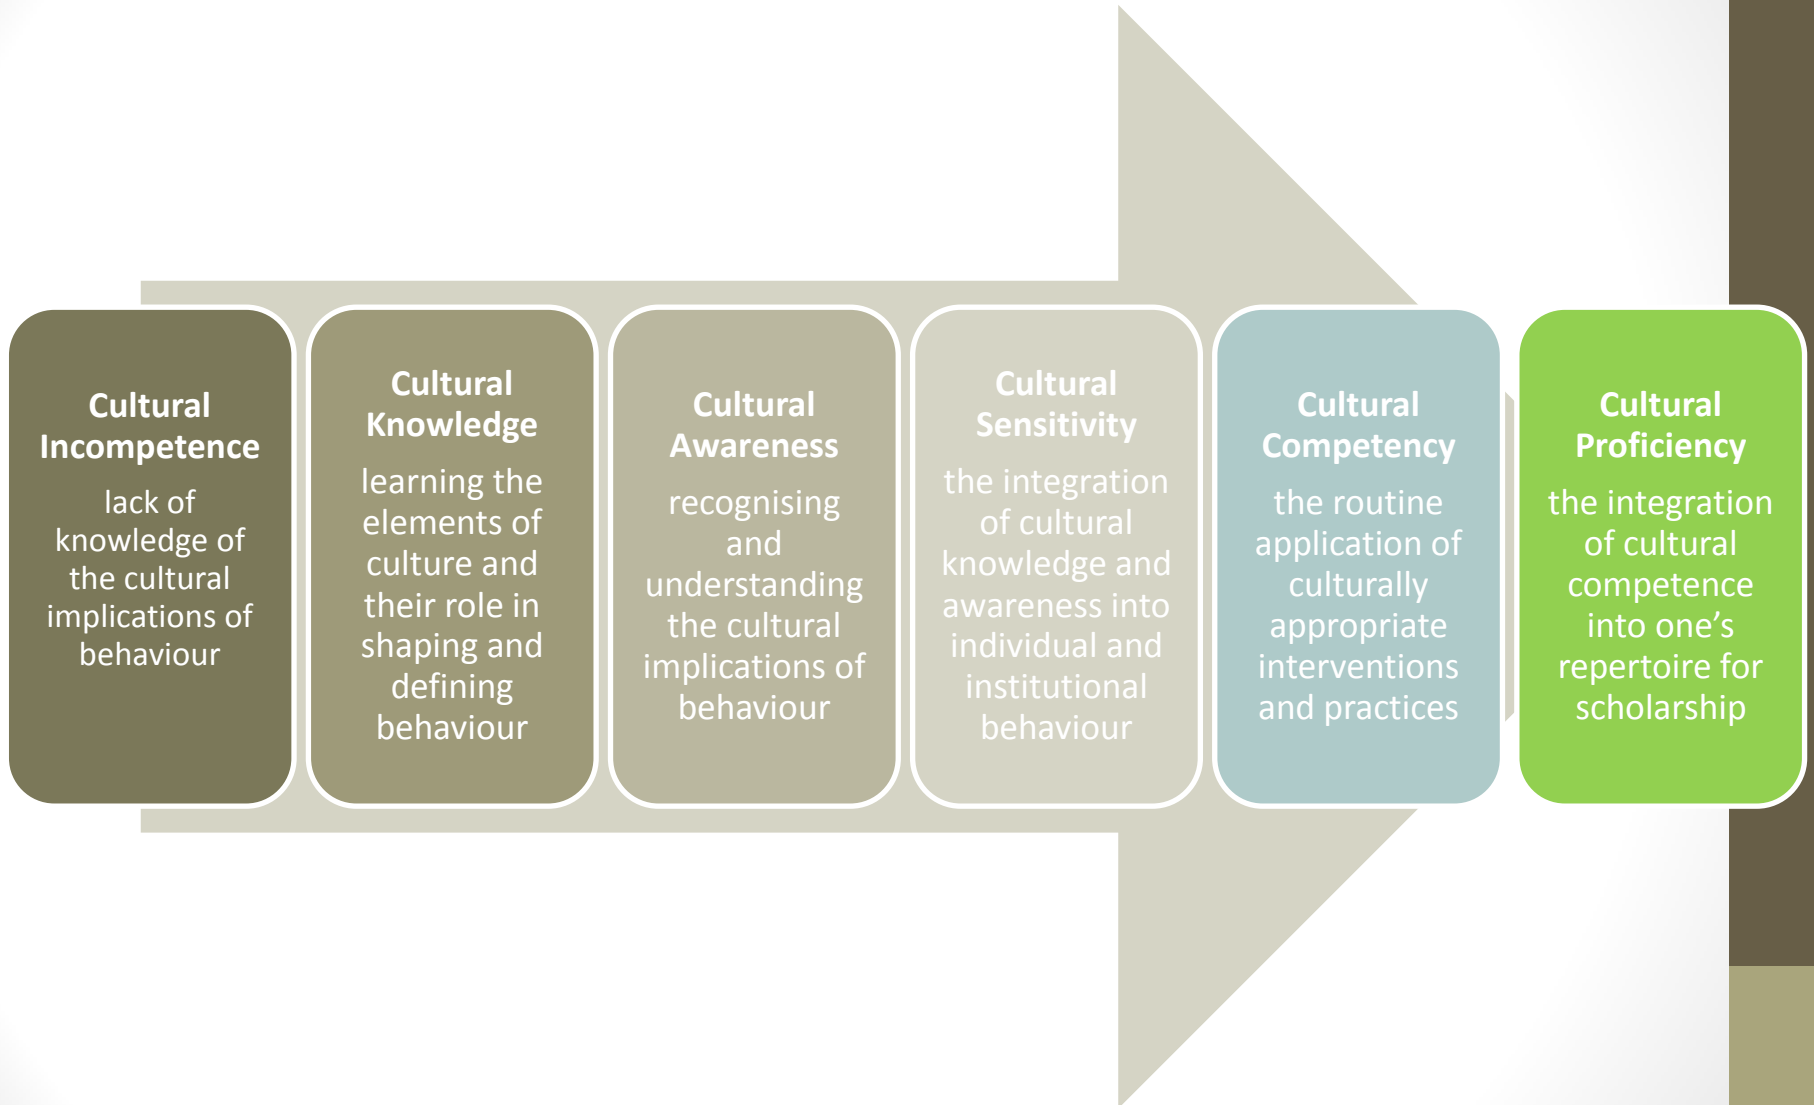 Cultural
Incompetence
lack of
knowledge of
the cultural
implications of
behaviour
Cultural
Knowledge
learning the
elements of
culture and
their role in
shaping and
defining
behaviour
Cultural
Awareness
recognising
and
understanding
the cultural
implications of
behaviour
Cultural
Sensitivity
the integration
of cultural
knowledge and
awareness into
individual and
institutional
behaviour
Cultural
Competency
the routine
application of
culturally
appropriate
interventions
and practices
Cultural
Proficiency
the integration
of cultural
competence
into one’s
repertoire for
scholarship